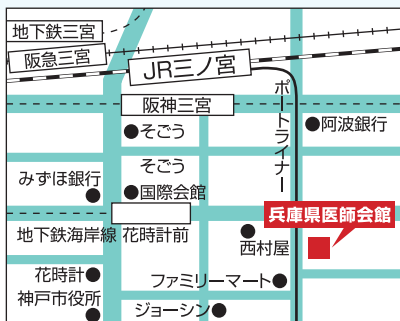 地下鉄三宮
阪急三宮
JR三ノ宮
阪神三宮
ポートライナー
そごう
阿波銀行
そごう
みずほ銀行
国際会館
兵庫県医師会館
地下鉄海岸線 花時計前
西村屋
花時計
ファミリーマート
神戸市役所
ジョーシン